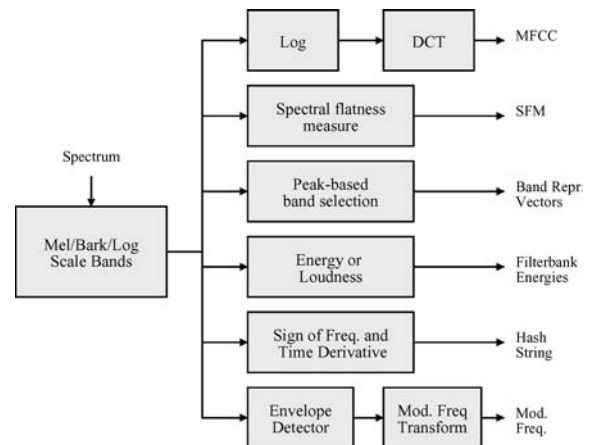 Log
DCT
MFCC
Spectral flatness
measure
SFM
Spectrum
Peak-based
band selection
Band Repr.
Vectors
Mel/Bark/Log
Scale Bands
Energy or
Loudness
Filterbank
Energies
Sign of Freq. and
Time Derivative
Hash
String
Envelope
Detector
Mod. Freq
Transform
Mod.
Freq.